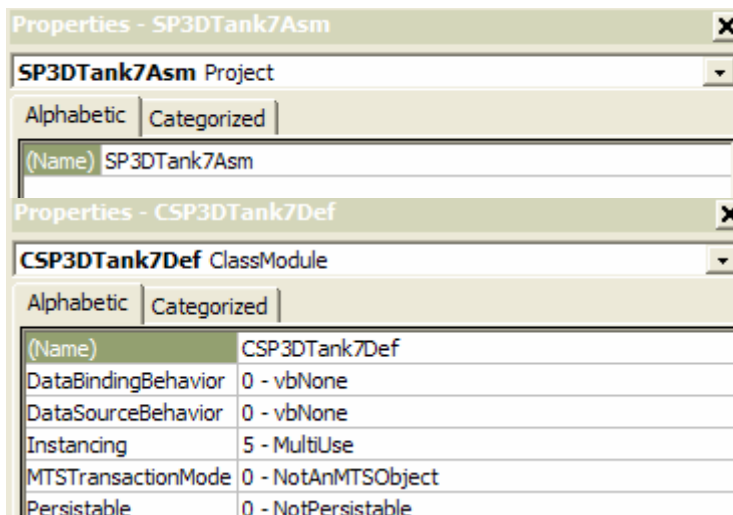 Properties - SP3DTank7Asm
SP3DTank7Asm Project
Alphabetic Categorized
(Name) SP3DTank7Asm
Properties - CSP3DTank7Def
CSP3DTank7Def ClassModule
Alphabetic Categorized
(Name) CSP3DTank7Def
DataBindingBehavior 0 - vbNone
DataSourceBehavior 0 - vbNone
Instancing 5 - MultiUse
MTSTransactionMode 0 - NotAnMTSObject
Persistable 0 - NotPersistable